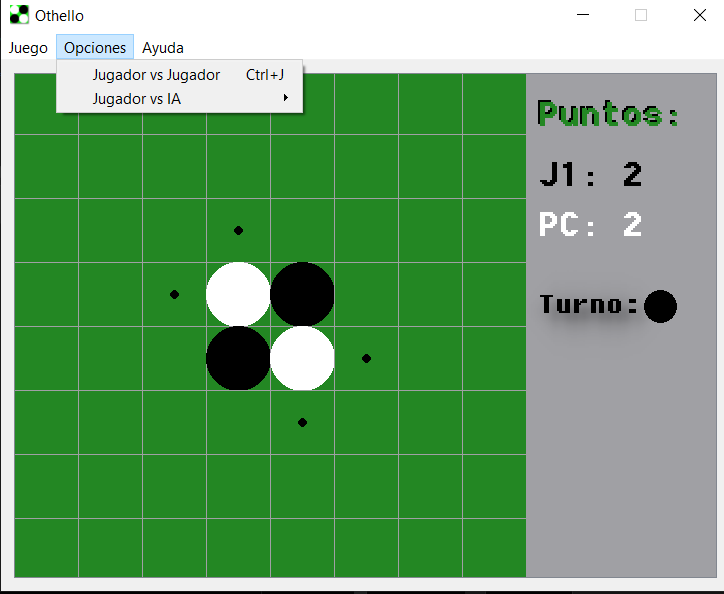 Othello
Juego Opciones Ayuda
Jugador vs Jugador Ctrl+J
Jugador vs IA
Puntos:
J1: 2
PC: 2
Turno: